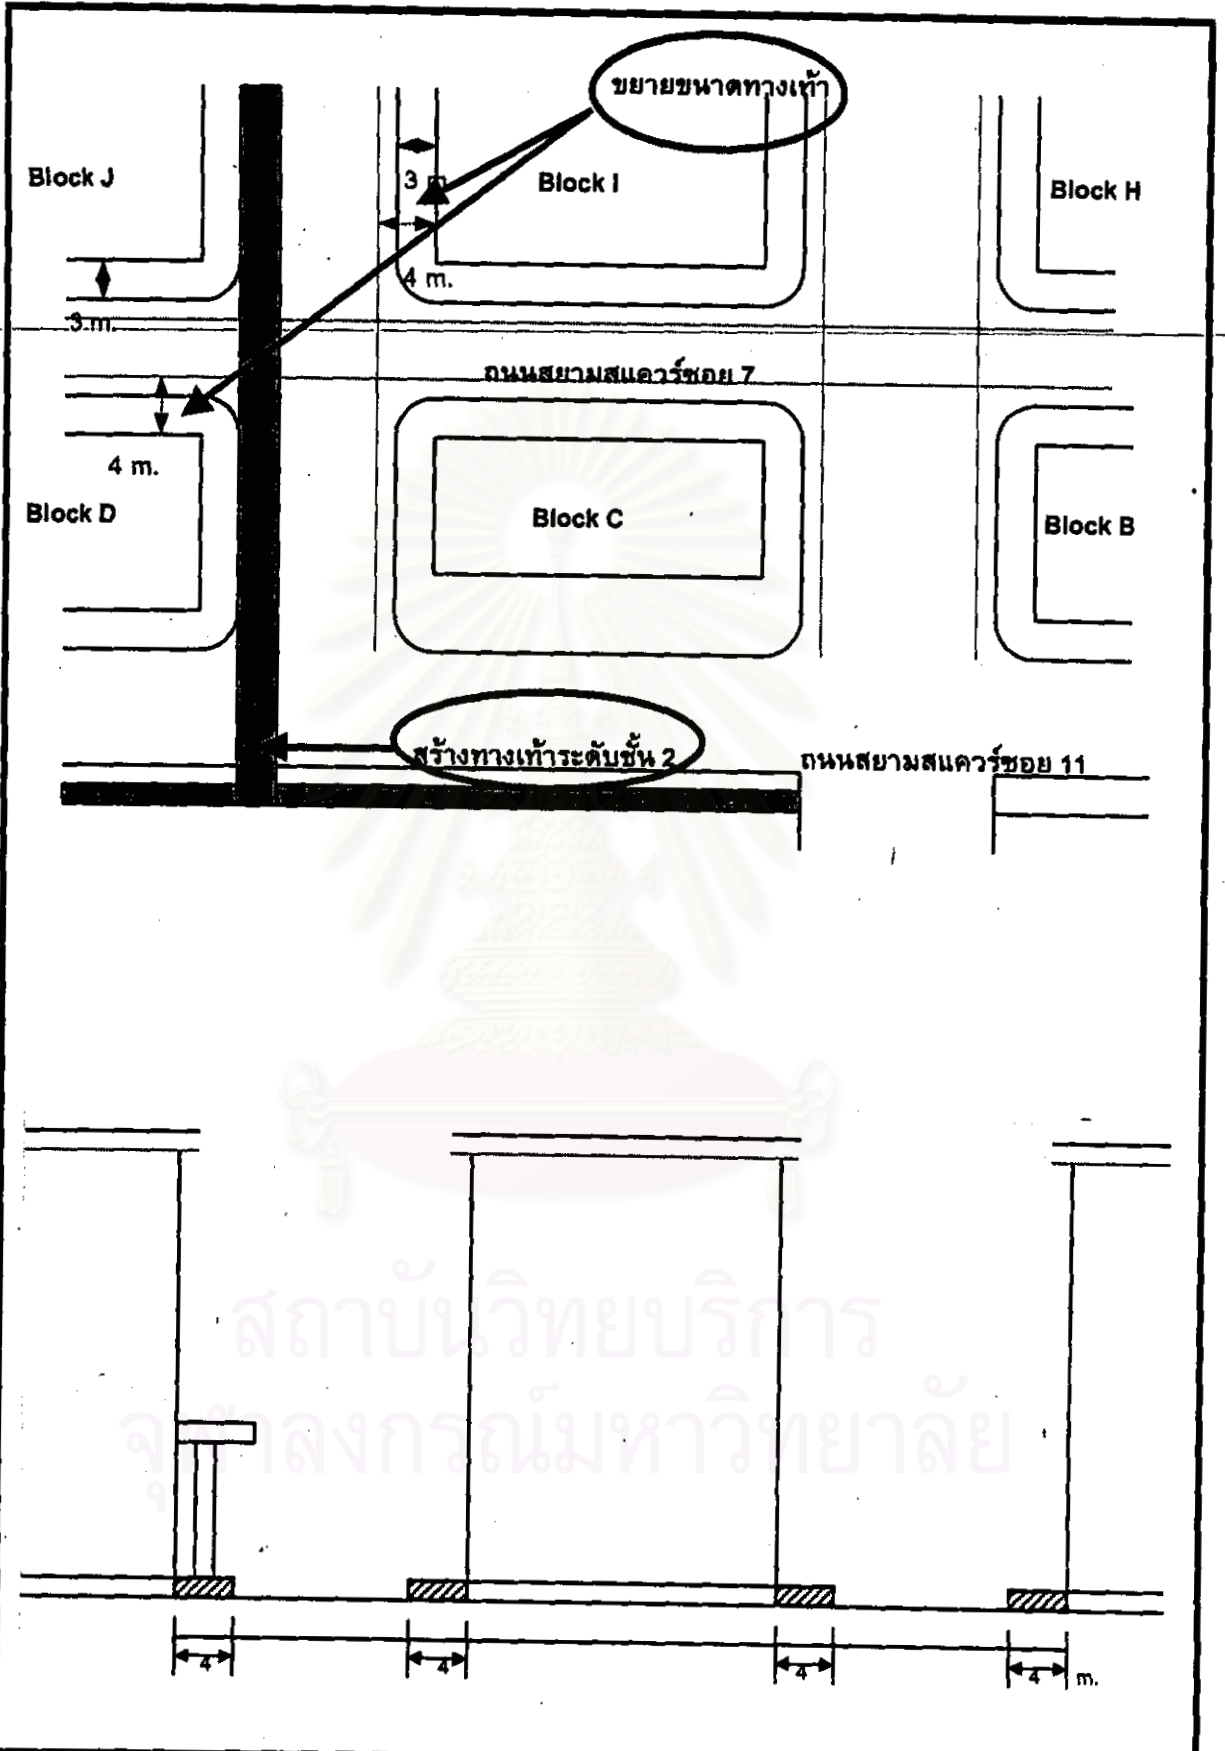 ขยายขนาดทางเท้า
Block J
3 m
Block I
Block H
4 m.
3 m.
ถนนสยามสแควร์ซอย 7
4 m.
Block D
Block C
Block B
สร้างทางเท้าระดับชั้น 2
ถนนสยามสแควร์ซอย 11
สถาบันวิทยบริการ
จุฬาลงกรณ์มหาวิทยาลัย
4 4 4 4 m.